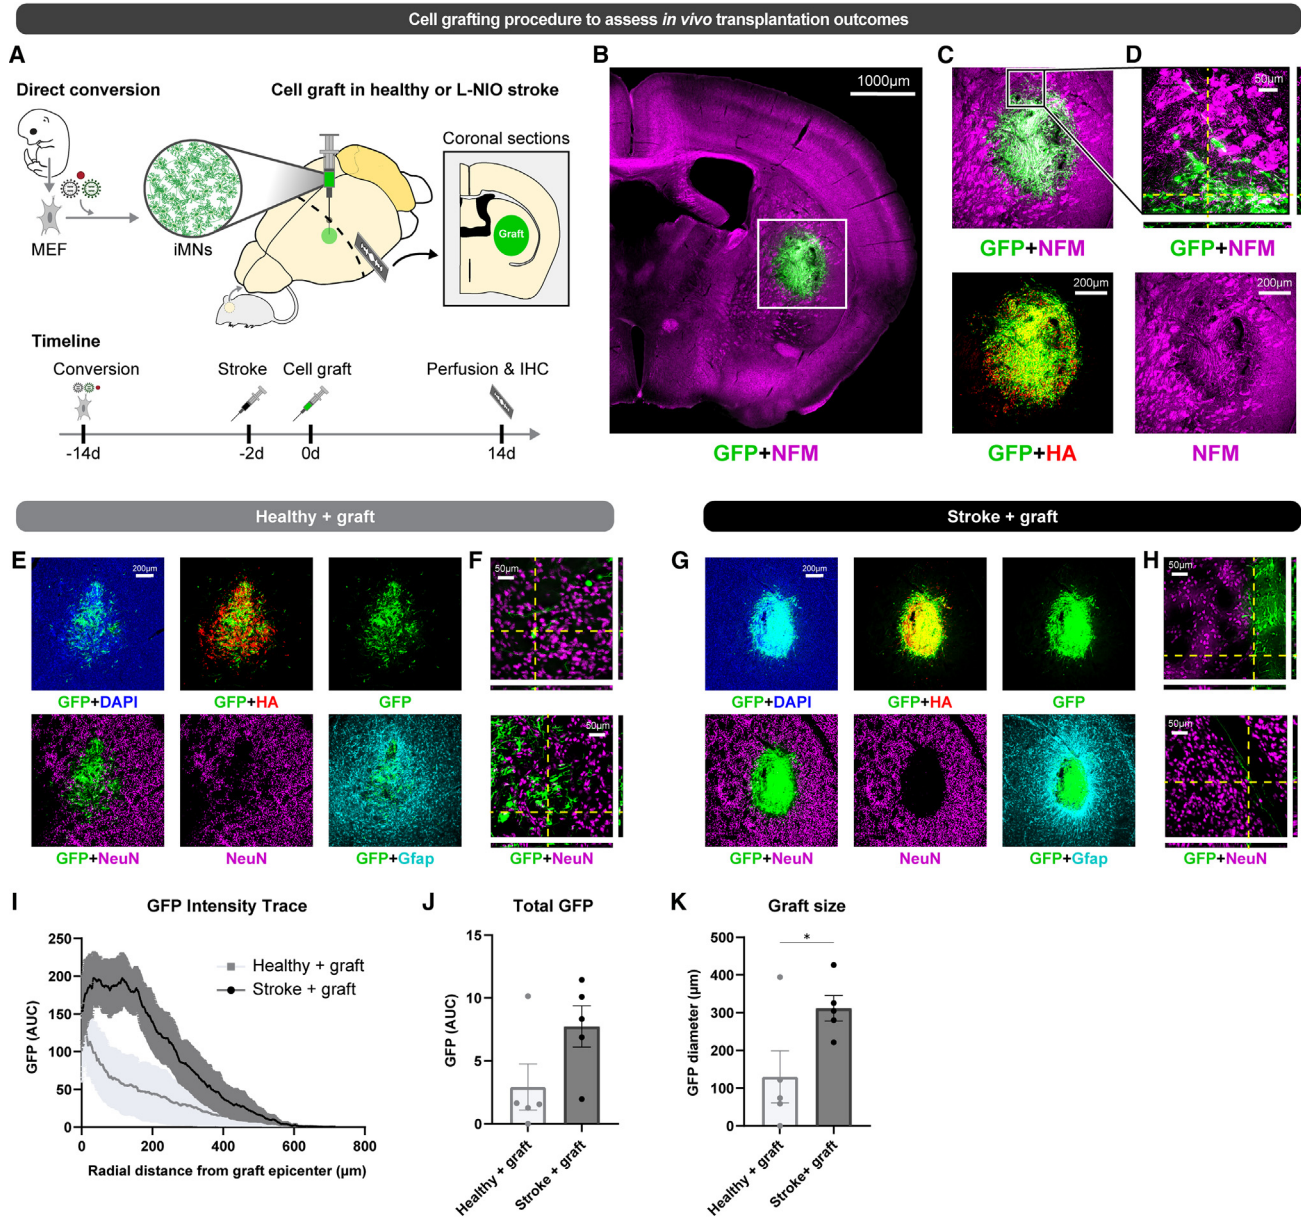 Cell grafting procedure to assess in vivo transplantation outcomes
A
Direct conversion
Cell graft in healthy or L-NIO stroke
Coronal sections
Graft
MEF
iMNs
Timeline
Conversion
Stroke
Cell graft
Perfusion & IHC
-14d
-2d
0d
14d
B
1000µm
GFP+NFM
C
GFP+NFM
200µm
GFP+HA
D
50µm
GFP+NFM
200µm
NFM
Healthy + graft
E
200µm
GFP+DAPI
GFP+HA
GFP
GFP+NeuN
NeuN
GFP+Gfap
F
50µm
50µm
GFP+NeuN
Stroke + graft
G
200µm
GFP+DAPI
GFP+HA
GFP
GFP+NeuN
NeuN
GFP+Gfap
H
50µm
50µm
GFP+NeuN
I
GFP Intensity Trace
GFP (AUC)
250
200
150
100
50
0
Healthy + graft
Stroke + graft
0
200
400
600
800
Radial distance from graft epicenter (µm)
J
Total GFP
GFP (AUC)
15
10
5
0
Healthy + graft
Stroke + graft
K
Graft size
GFP diameter (µm)
500
400
300
200
100
0
*
Healthy + graft
Stroke+ graft